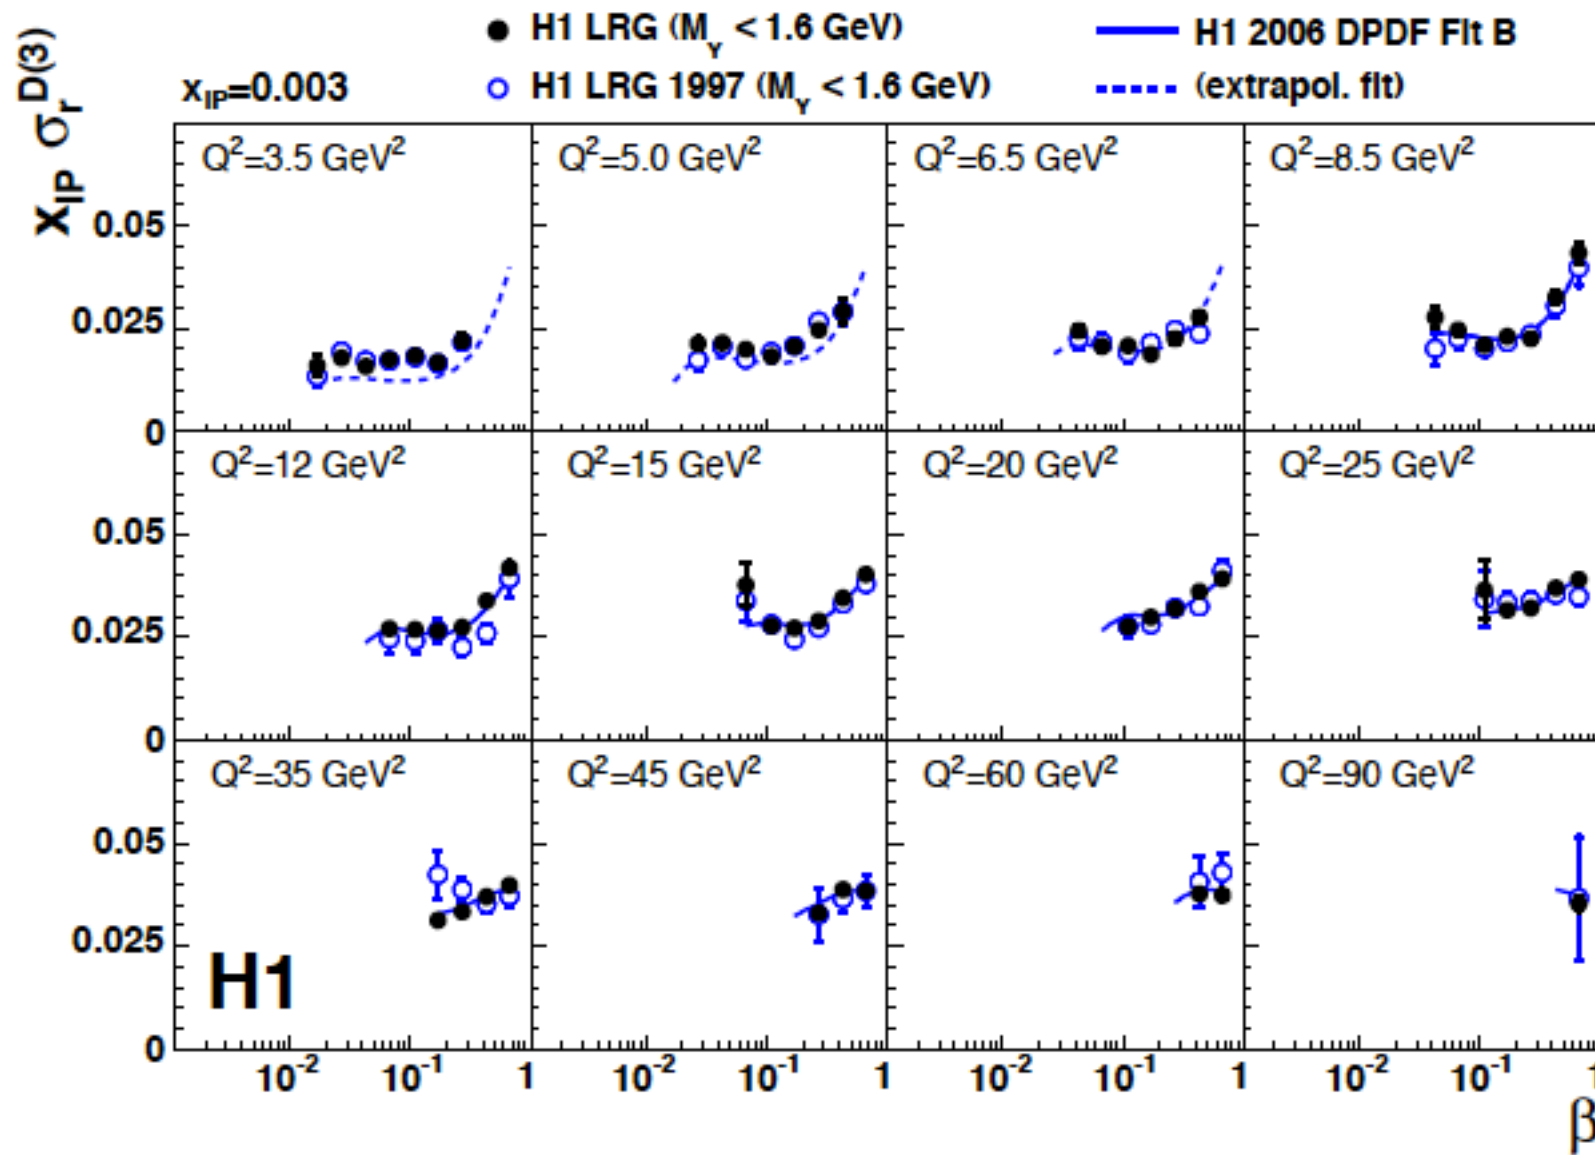 H1 LRG (M_Y < 1.6 GeV)
H1 2006 DPDF Fit B
x_IP=0.003
H1 LRG 1997 (M_Y < 1.6 GeV)
(extrapol. fit)
x_IP σ_r^D(3)
Q²=3.5 GeV²
Q²=5.0 GeV²
Q²=6.5 GeV²
Q²=8.5 GeV²
0.05
0.025
0
Q²=12 GeV²
Q²=15 GeV²
Q²=20 GeV²
Q²=25 GeV²
0.05
0.025
0
Q²=35 GeV²
Q²=45 GeV²
Q²=60 GeV²
Q²=90 GeV²
0.05
0.025
H1
0
10⁻² 10⁻¹ 1 10⁻² 10⁻¹ 1 10⁻² 10⁻¹ 1 10⁻² 10⁻¹ 1
β